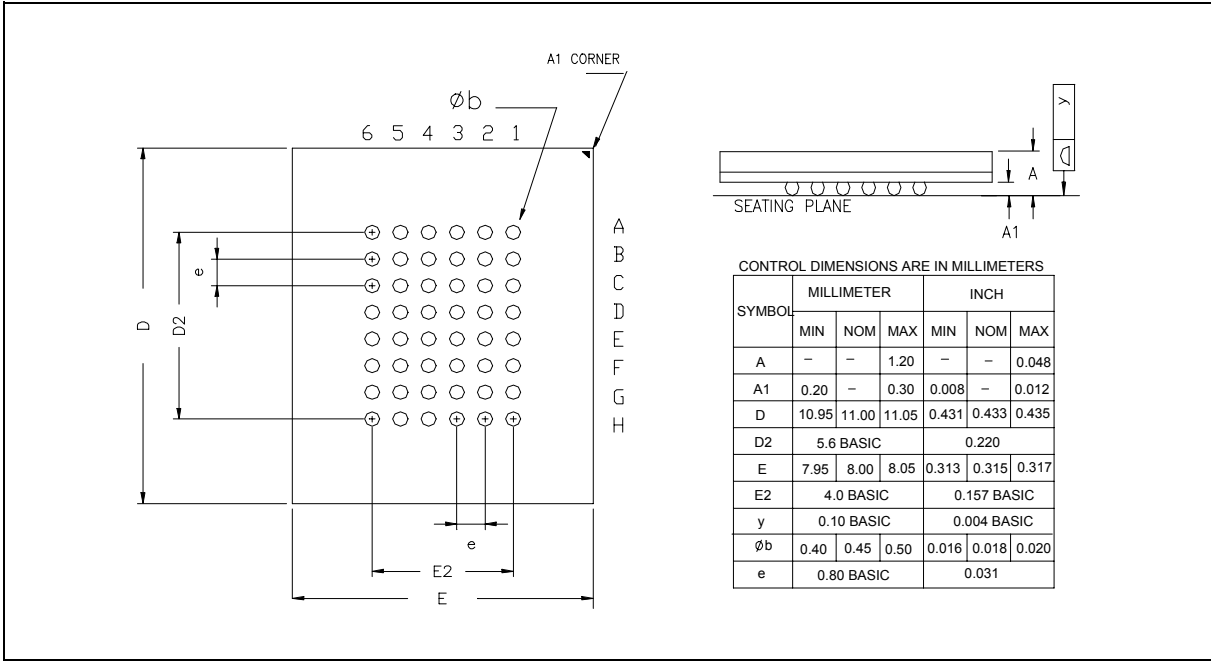 A1 CORNER
Øb
6 5 4 3 2 1
A
B
C
D
E
F
G
H
e
D2
D
e
E2
E
y
A
A1
SEATING PLANE
CONTROL DIMENSIONS ARE IN MILLIMETERS
SYMBOL MILLIMETER INCH
MIN NOM MAX MIN NOM MAX
A – – 1.20 – – 0.048
A1 0.20 – 0.30 0.008 – 0.012
D 10.95 11.00 11.05 0.431 0.433 0.435
D2 5.6 BASIC 0.220
E 7.95 8.00 8.05 0.313 0.315 0.317
E2 4.0 BASIC 0.157 BASIC
y 0.10 BASIC 0.004 BASIC
Øb 0.40 0.45 0.50 0.016 0.018 0.020
e 0.80 BASIC 0.031